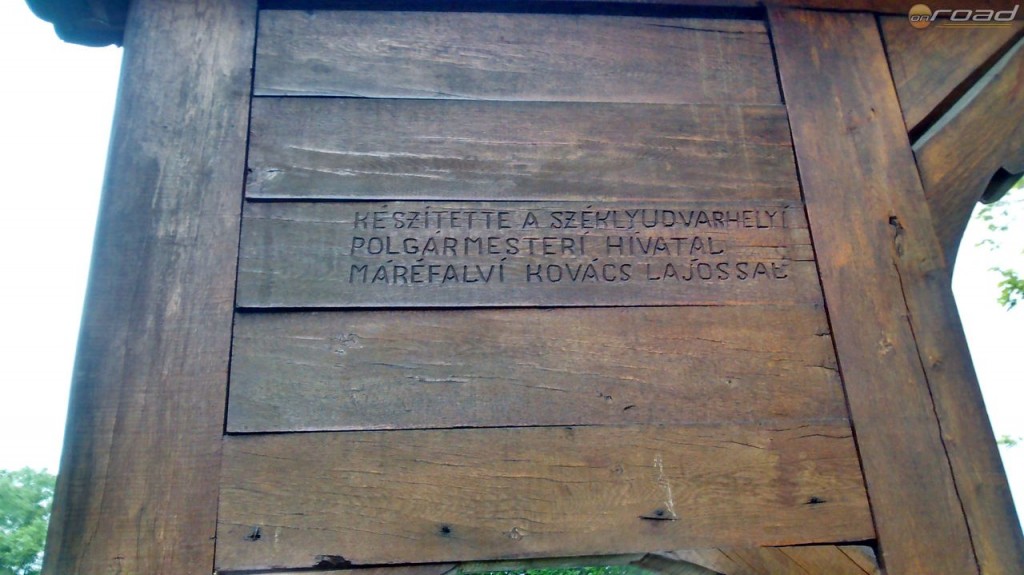 onroad
KÉSZÍTETTE A SZÉKLYUDVARHELYÍ
POLGÁRMESTERÍ HÍVATAL
MÁRÉFALVÍ KOVÁCS LAJOSSAL